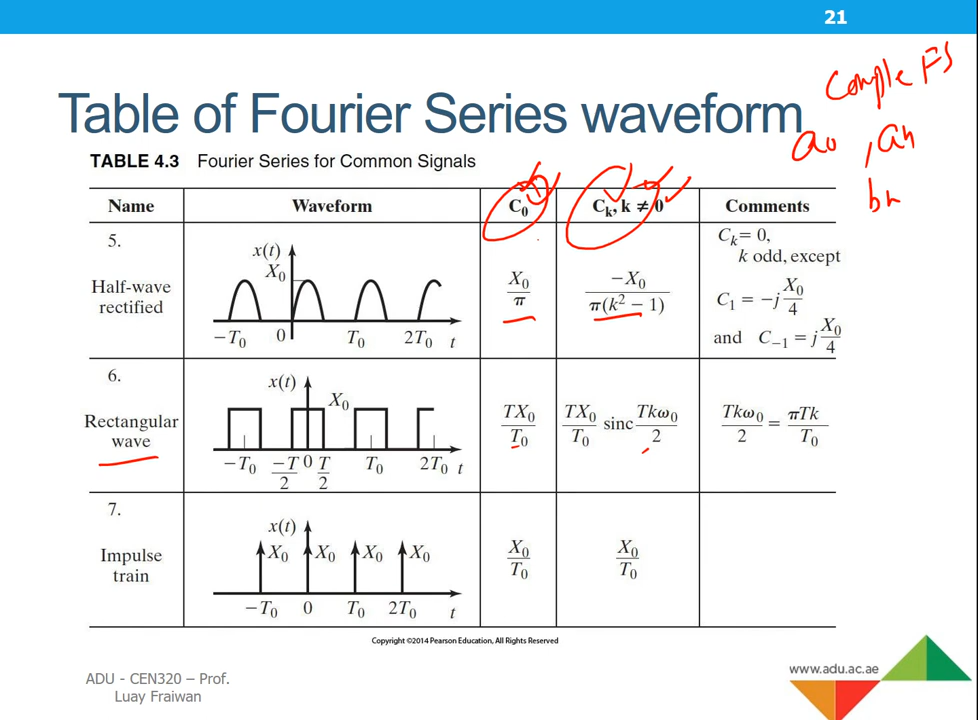 21
Comple FS
Table of Fourier Series waveform
a0, an
bn
TABLE 4.3 Fourier Series for Common Signals
Name Waveform C₀ Cₖ, k ≠ 0 Comments
5.
Half-wave
rectified
x(t)
X₀
−T₀ 0 T₀ 2T₀ t
X₀/π
−X₀/π(k² − 1)
Cₖ = 0,
k odd, except
C₁ = −j X₀/4
and C₋₁ = j X₀/4
6.
Rectangular
wave
x(t)
X₀
−T₀ −T/2 0 T/2 T₀ 2T₀ t
TX₀/T₀
TX₀/T₀ sinc Tkω₀/2
Tkω₀/2 = πTk/T₀
7.
Impulse
train
x(t)
X₀ X₀ X₀ X₀
−T₀ 0 T₀ 2T₀ t
X₀/T₀
X₀/T₀
Copyright ©2014 Pearson Education, All Rights Reserved
ADU - CEN320 – Prof.
Luay Fraiwan
www.adu.ac.ae